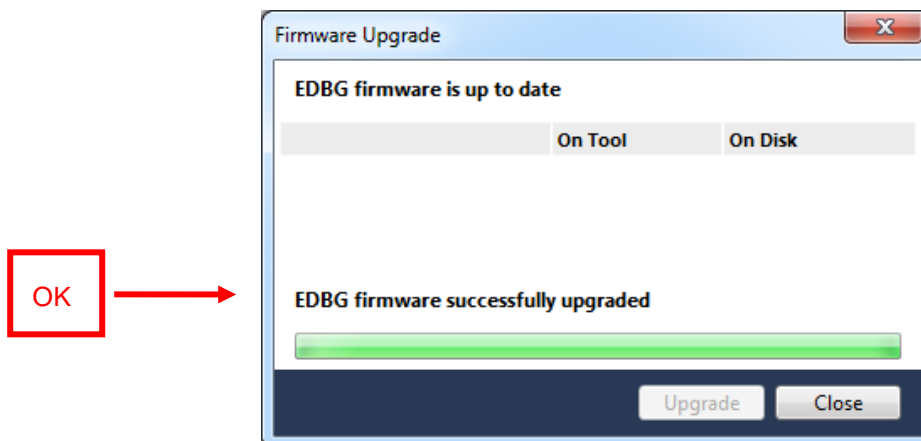 Firmware Upgrade
X
EDBG firmware is up to date
On Tool On Disk
OK
EDBG firmware successfully upgraded
Upgrade Close